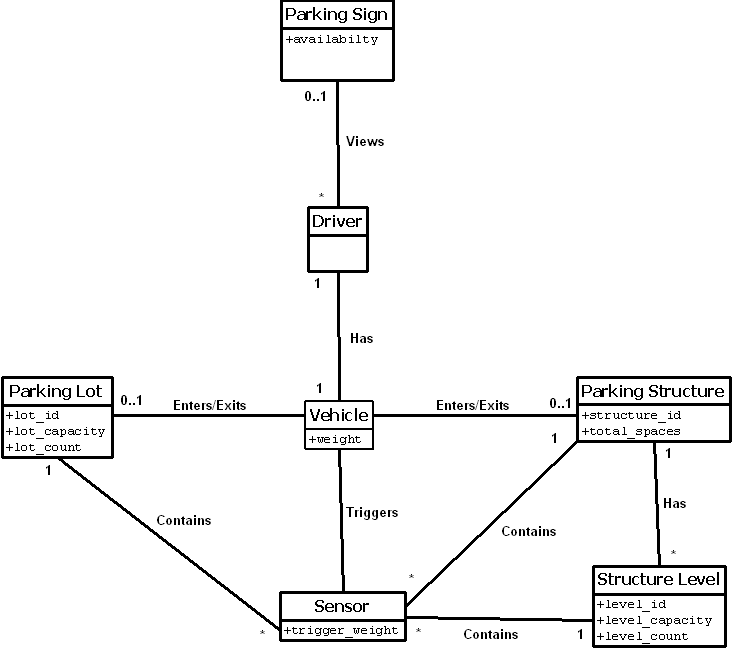 Parking Sign
+availabilty
0..1
Views
*
Driver
1
Has
1
Parking Lot
+lot_id
+lot_capacity
+lot_count
0..1
Enters/Exits
Vehicle
+weight
Enters/Exits
0..1
Parking Structure
+structure_id
+total_spaces
1
1
1
Contains
Triggers
Contains
Has
*
*
Structure Level
+level_id
+level_capacity
+level_count
Sensor
+trigger_weight
*
*
Contains
1